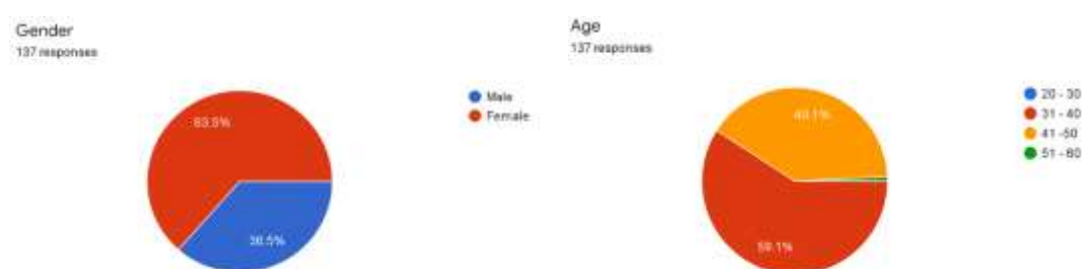 Gender
137 responses
63.5%
36.5%
Male
Female
Age
137 responses
40.1%
59.1%
20 - 30
31 - 40
41 -50
51 - 60